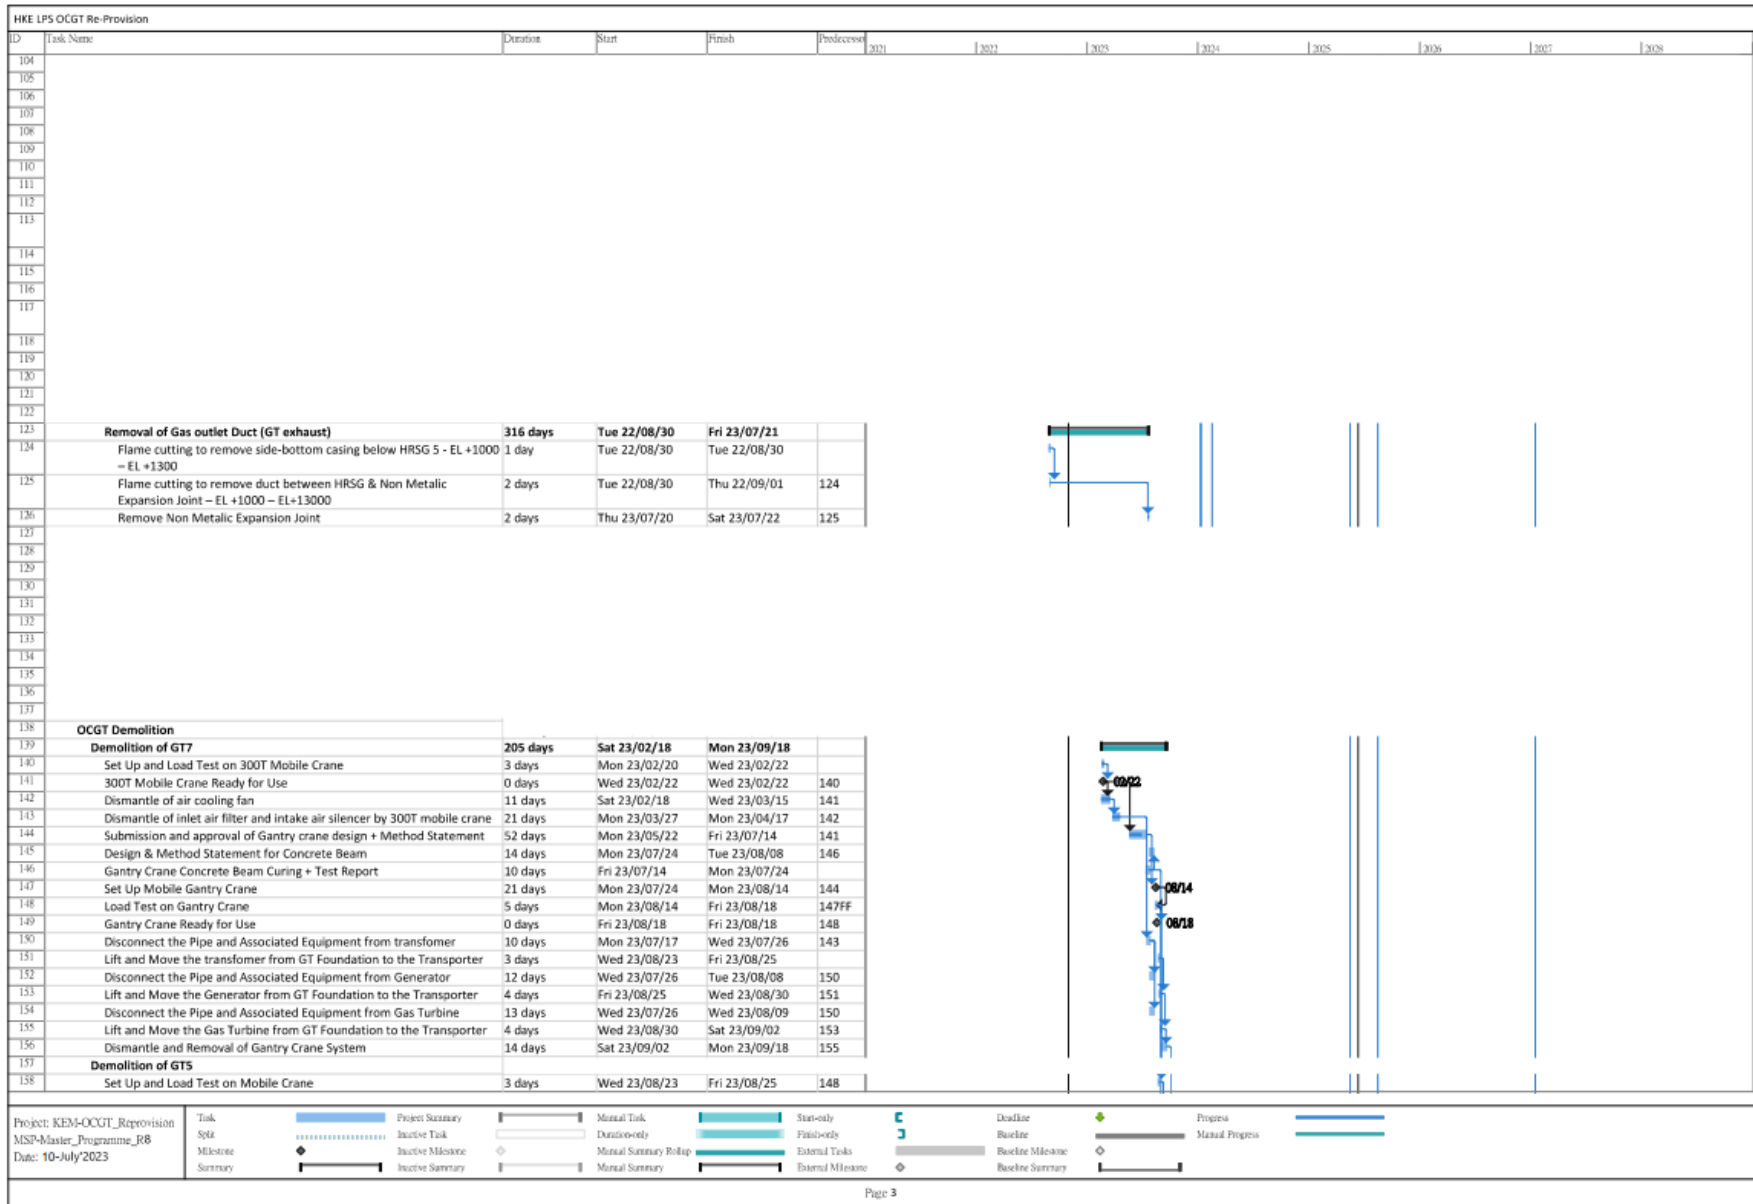 HKE LPS OCGT Re-Provision
ID Task Name Duration Start Finish Predecesso 2021 2022 2023 2024 2025 2026 2027 2028
104
105
106
107
108
109
110
111
112
113
114
115
116
117
118
119
120
121
122
123 Removal of Gas outlet Duct (GT exhaust) 316 days Tue 22/08/30 Fri 23/07/21
124 Flame cutting to remove side-bottom casing below HRSG 5 - EL +1000 1 day Tue 22/08/30 Tue 22/08/30
– EL +1300
125 Flame cutting to remove duct between HRSG & Non Metalic 2 days Tue 22/08/30 Thu 22/09/01 124
Expansion Joint – EL +1000 – EL+13000
126 Remove Non Metalic Expansion Joint 2 days Thu 23/07/20 Sat 23/07/22 125
127
128
129
130
131
132
133
134
135
136
137
138 OCGT Demolition
139 Demolition of GT7 205 days Sat 23/02/18 Mon 23/09/18
140 Set Up and Load Test on 300T Mobile Crane 3 days Mon 23/02/20 Wed 23/02/22
141 300T Mobile Crane Ready for Use 0 days Wed 23/02/22 Wed 23/02/22 140 02/22
142 Dismantle of air cooling fan 11 days Sat 23/02/18 Wed 23/03/15 141
143 Dismantle of inlet air filter and intake air silencer by 300T mobile crane 21 days Mon 23/03/27 Mon 23/04/17 142
144 Submission and approval of Gantry crane design + Method Statement 52 days Mon 23/05/22 Fri 23/07/14 141
145 Design & Method Statement for Concrete Beam 14 days Mon 23/07/24 Tue 23/08/08 146
146 Gantry Crane Concrete Beam Curing + Test Report 10 days Fri 23/07/14 Mon 23/07/24
147 Set Up Mobile Gantry Crane 21 days Mon 23/07/24 Mon 23/08/14 144 08/14
148 Load Test on Gantry Crane 5 days Mon 23/08/14 Fri 23/08/18 147FF
149 Gantry Crane Ready for Use 0 days Fri 23/08/18 Fri 23/08/18 148 08/18
150 Disconnect the Pipe and Associated Equipment from transfomer 10 days Mon 23/07/17 Wed 23/07/26 143
151 Lift and Move the transfomer from GT Foundation to the Transporter 3 days Wed 23/08/23 Fri 23/08/25
152 Disconnect the Pipe and Associated Equipment from Generator 12 days Wed 23/07/26 Tue 23/08/08 150
153 Lift and Move the Generator from GT Foundation to the Transporter 4 days Fri 23/08/25 Wed 23/08/30 151
154 Disconnect the Pipe and Associated Equipment from Gas Turbine 13 days Wed 23/07/26 Wed 23/08/09 150
155 Lift and Move the Gas Turbine from GT Foundation to the Transporter 4 days Wed 23/08/30 Sat 23/09/02 153
156 Dismantle and Removal of Gantry Crane System 14 days Sat 23/09/02 Mon 23/09/18 155
157 Demolition of GT5
158 Set Up and Load Test on Mobile Crane 3 days Wed 23/08/23 Fri 23/08/25 148
Project: KEM-OCGT_Reprovision
MSP-Master_Programme_R8
Date: 10-July'2023
Task Project Summary Manual Task Start-only Deadline Progress
Split Inactive Task Duration-only Finish-only Baseline Manual Progress
Milestone Inactive Milestone Manual Summary Rollup External Tasks Baseline Milestone
Summary Inactive Summary Manual Summary External Milestone Baseline Summary
Page 3